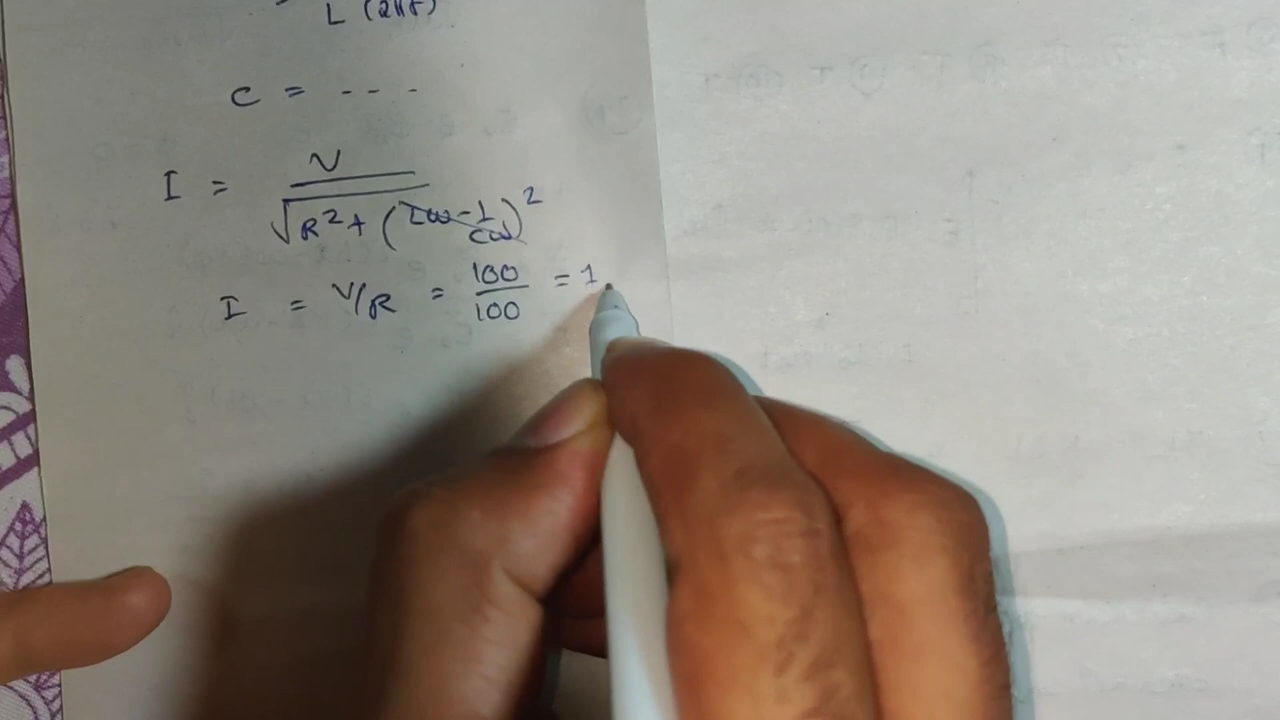 L (2πf)
C = - - -
I = V / √R² + (Lω - 1/Cω)²
I = V/R = 100/100 = 1